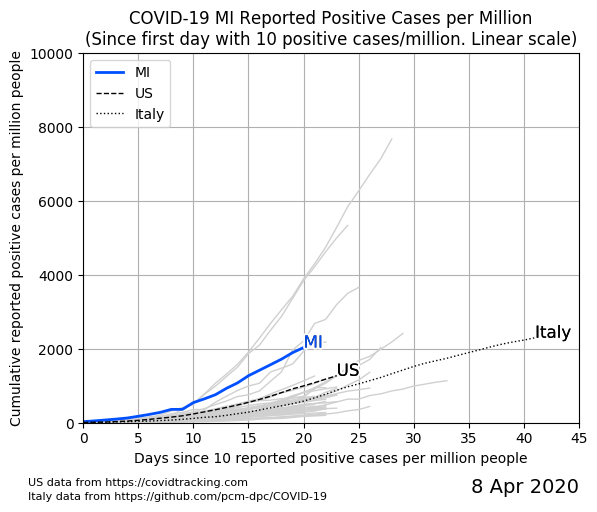 COVID-19 MI Reported Positive Cases per Million
(Since first day with 10 positive cases/million. Linear scale)
Cumulative reported positive cases per million people
10000
8000
6000
4000
2000
0
MI
US
Italy
MI
US
Italy
0 5 10 15 20 25 30 35 40 45
Days since 10 reported positive cases per million people
US data from https://covidtracking.com
Italy data from https://github.com/pcm-dpc/COVID-19
8 Apr 2020